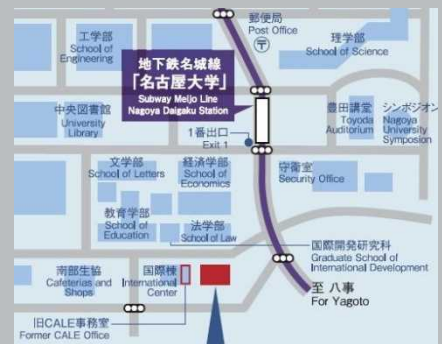 郵便局
Post Office
工学部
School of
Engineering
理学部
School of Science
地下鉄名城線
「名古屋大学」
Subway Meijo Line
Nagoya Daigaku Station
中央図書館
University
Library
1番出口
Exit 1
豊田講堂
Toyoda
Auditorium
シンポジオン
Nagoya
University
Symposion
文学部
School of Letters
経済学部
School of
Economics
守衛室
Security Office
教育学部
School of
Education
法学部
School of Law
国際開発研究科
Graduate School of
International Development
南部生協
Cafeterias and
Shops
国際棟
International
Center
至 八事
For Yagoto
旧CALE事務室
Former CALE Office